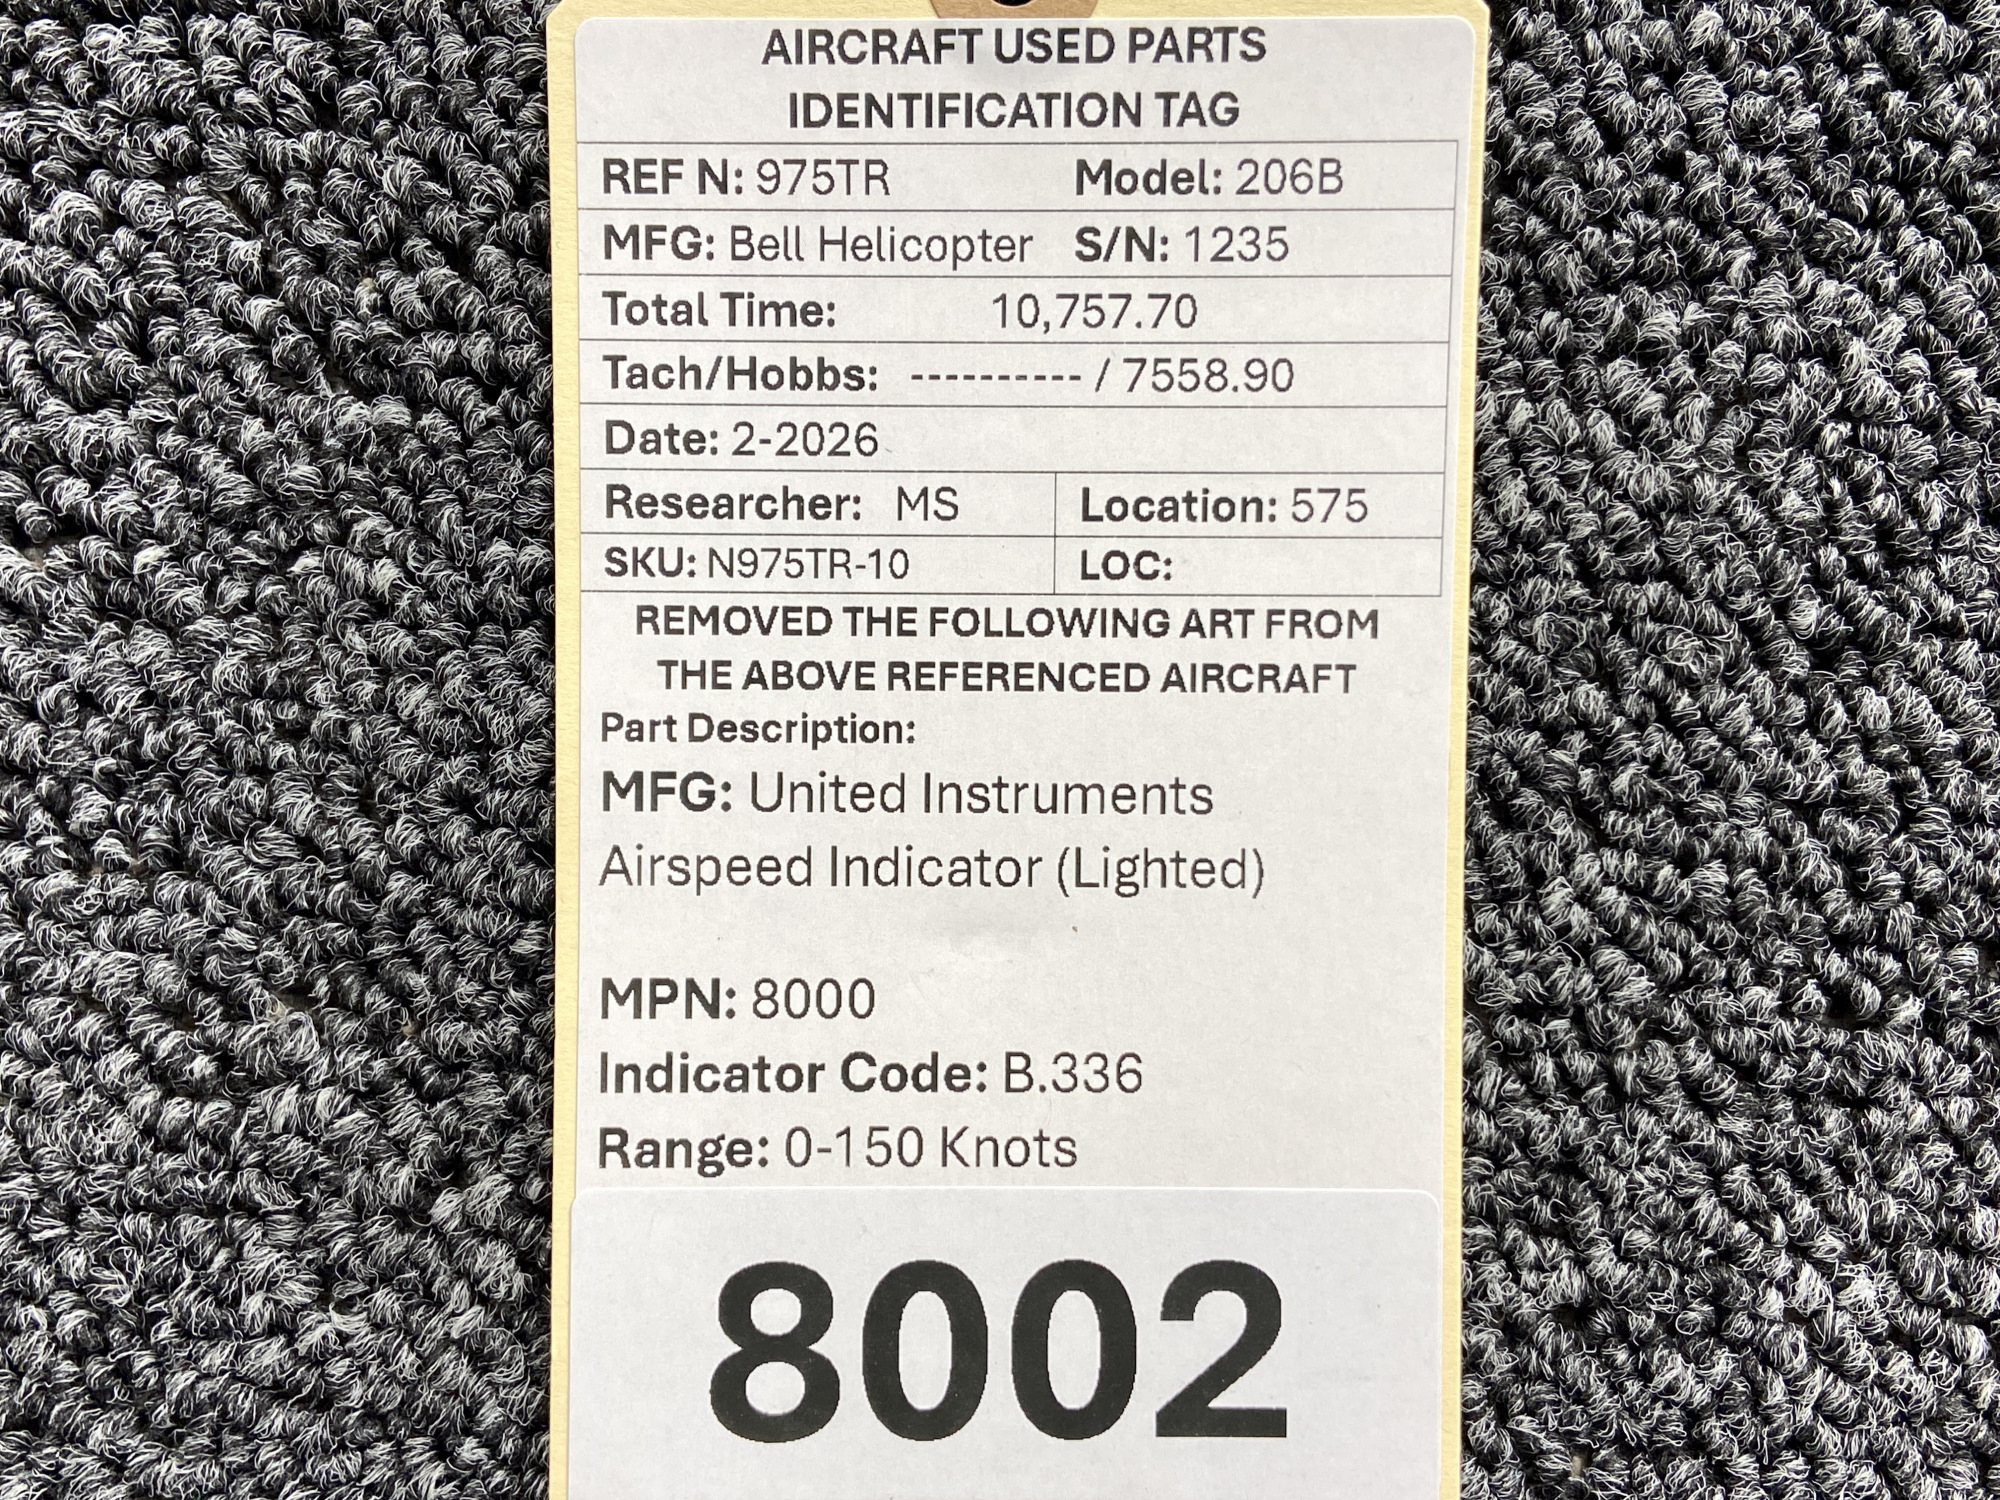 AIRCRAFT USED PARTS
IDENTIFICATION TAG
REF N: 975TR Model: 206B
MFG: Bell Helicopter S/N: 1235
Total Time: 10,757.70
Tach/Hobbs: ---------- / 7558.90
Date: 2-2026
Researcher: MS Location: 575
SKU: N975TR-10 LOC:
REMOVED THE FOLLOWING ART FROM
THE ABOVE REFERENCED AIRCRAFT
Part Description:
MFG: United Instruments
Airspeed Indicator (Lighted)
MPN: 8000
Indicator Code: B.336
Range: 0-150 Knots
8002